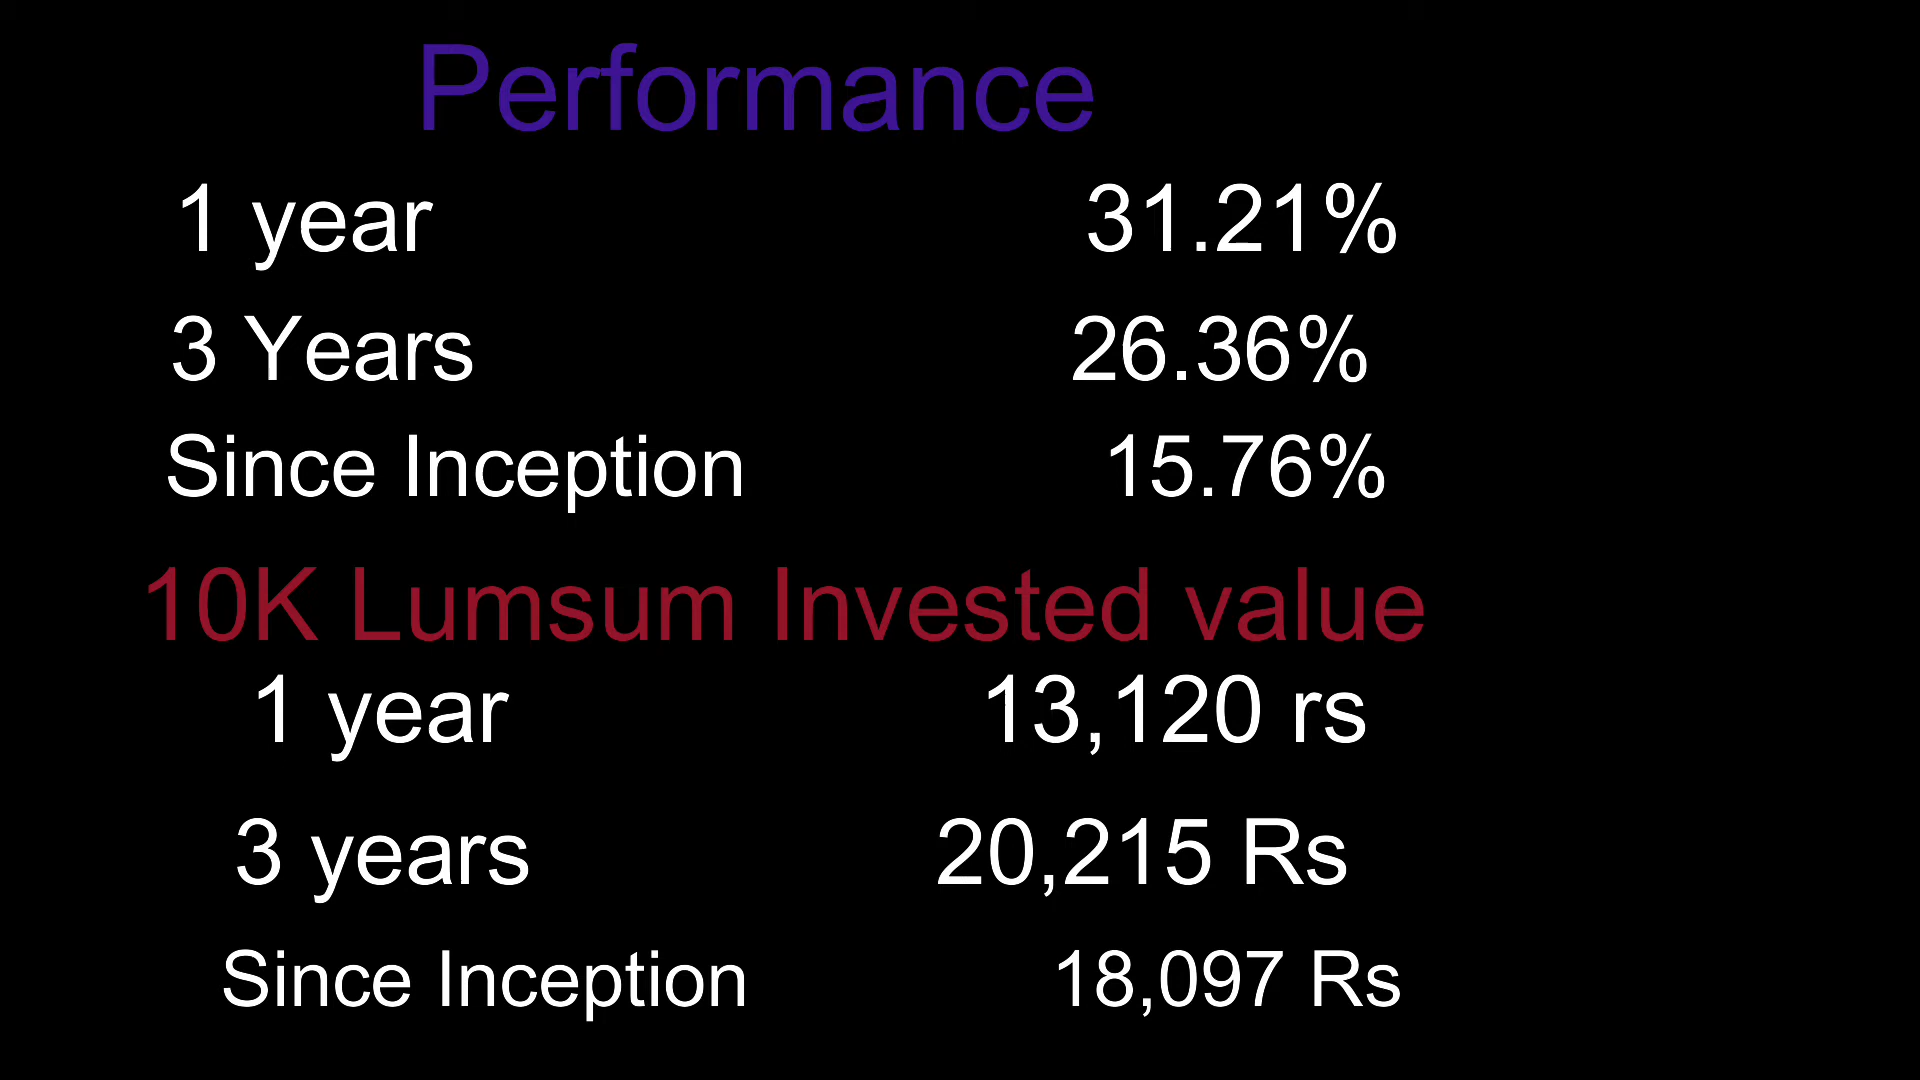 Performance
1 year 31.21%
3 Years 26.36%
Since Inception 15.76%
10K Lumsum Invested value
1 year 13,120 rs
3 years 20,215 Rs
Since Inception 18,097 Rs